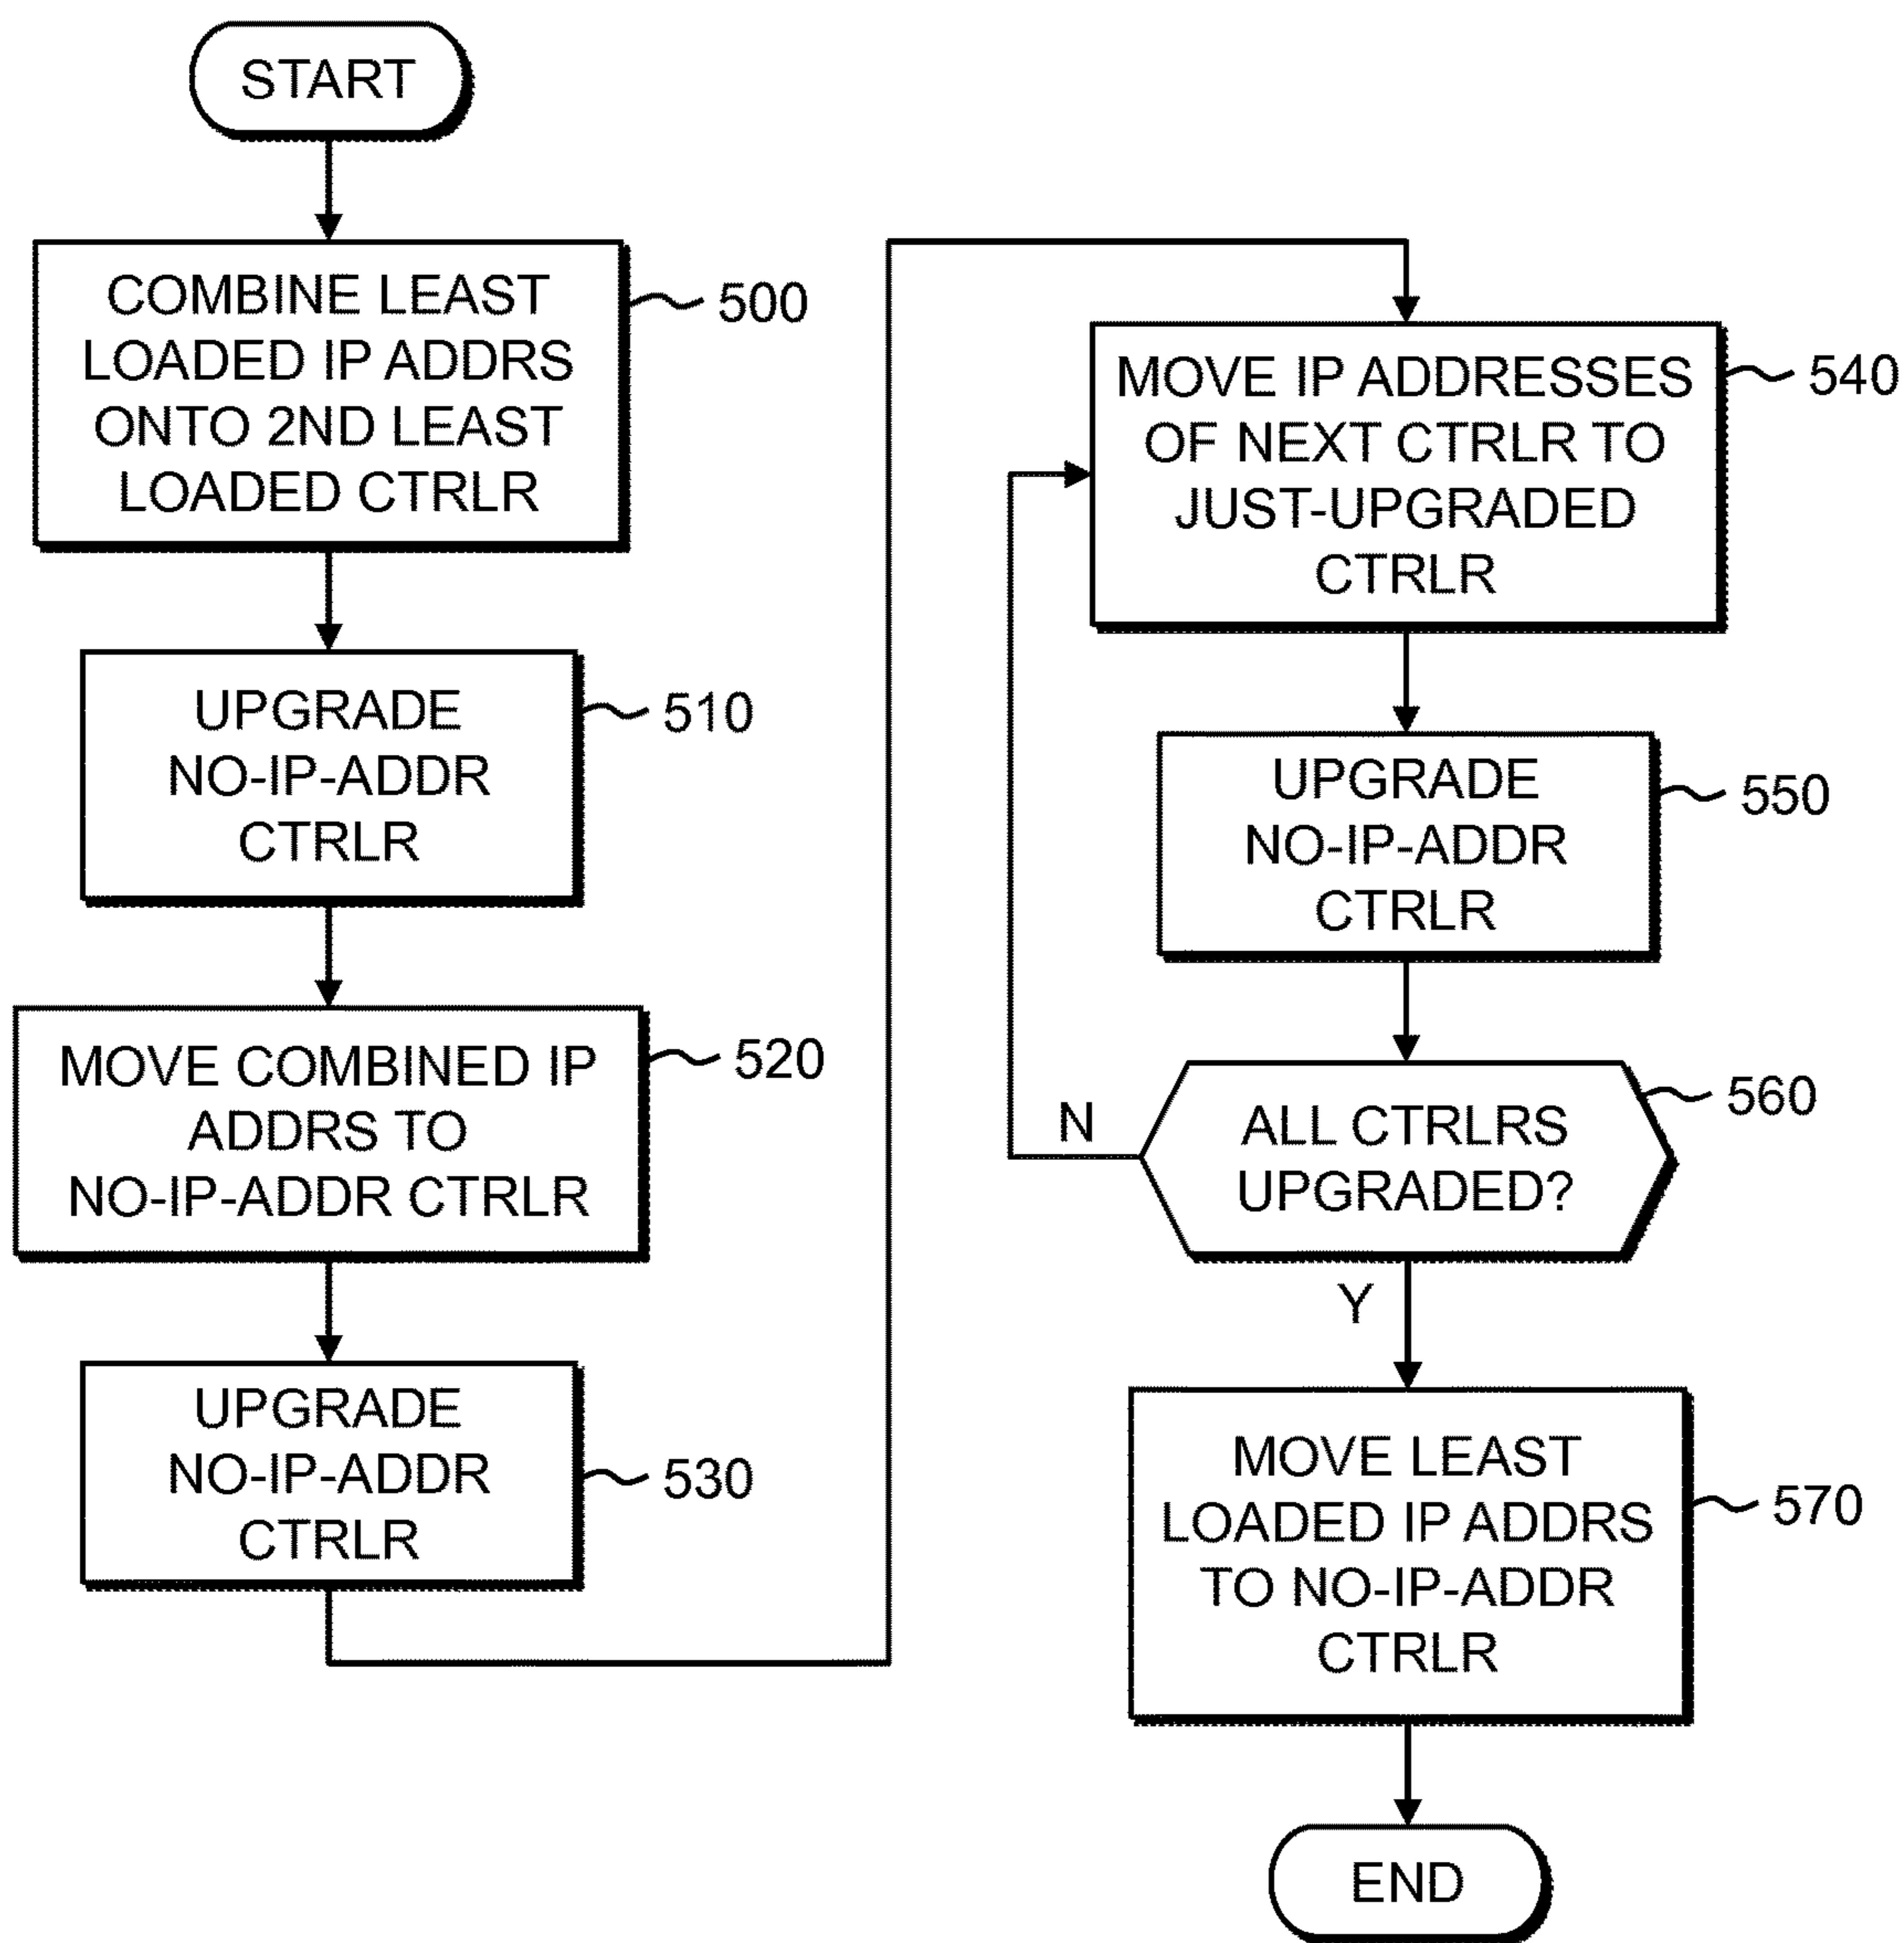 START
COMBINE LEAST
LOADED IP ADDRS
ONTO 2ND LEAST
LOADED CTRLR
500
UPGRADE
NO-IP-ADDR
CTRLR
510
MOVE COMBINED IP
ADDRS TO
NO-IP-ADDR CTRLR
520
UPGRADE
NO-IP-ADDR
CTRLR
530
MOVE IP ADDRESSES
OF NEXT CTRLR TO
JUST-UPGRADED
CTRLR
540
UPGRADE
NO-IP-ADDR
CTRLR
550
ALL CTRLRS
UPGRADED?
560
N
Y
MOVE LEAST
LOADED IP ADDRS
TO NO-IP-ADDR
CTRLR
570
END